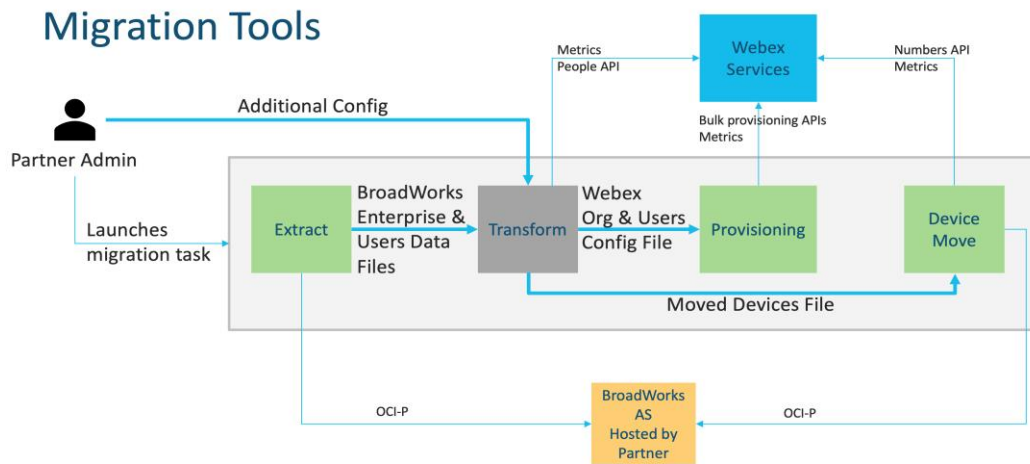 Migration Tools
Metrics
People API
Webex
Services
Numbers API
Metrics
Additional Config
Bulk provisioning APIs
Metrics
Partner Admin
Launches
migration task
Extract
BroadWorks
Enterprise &
Users Data
Files
Transform
Webex
Org & Users
Config File
Provisioning
Device
Move
Moved Devices File
OCI-P
BroadWorks
AS
Hosted by
Partner
OCI-P